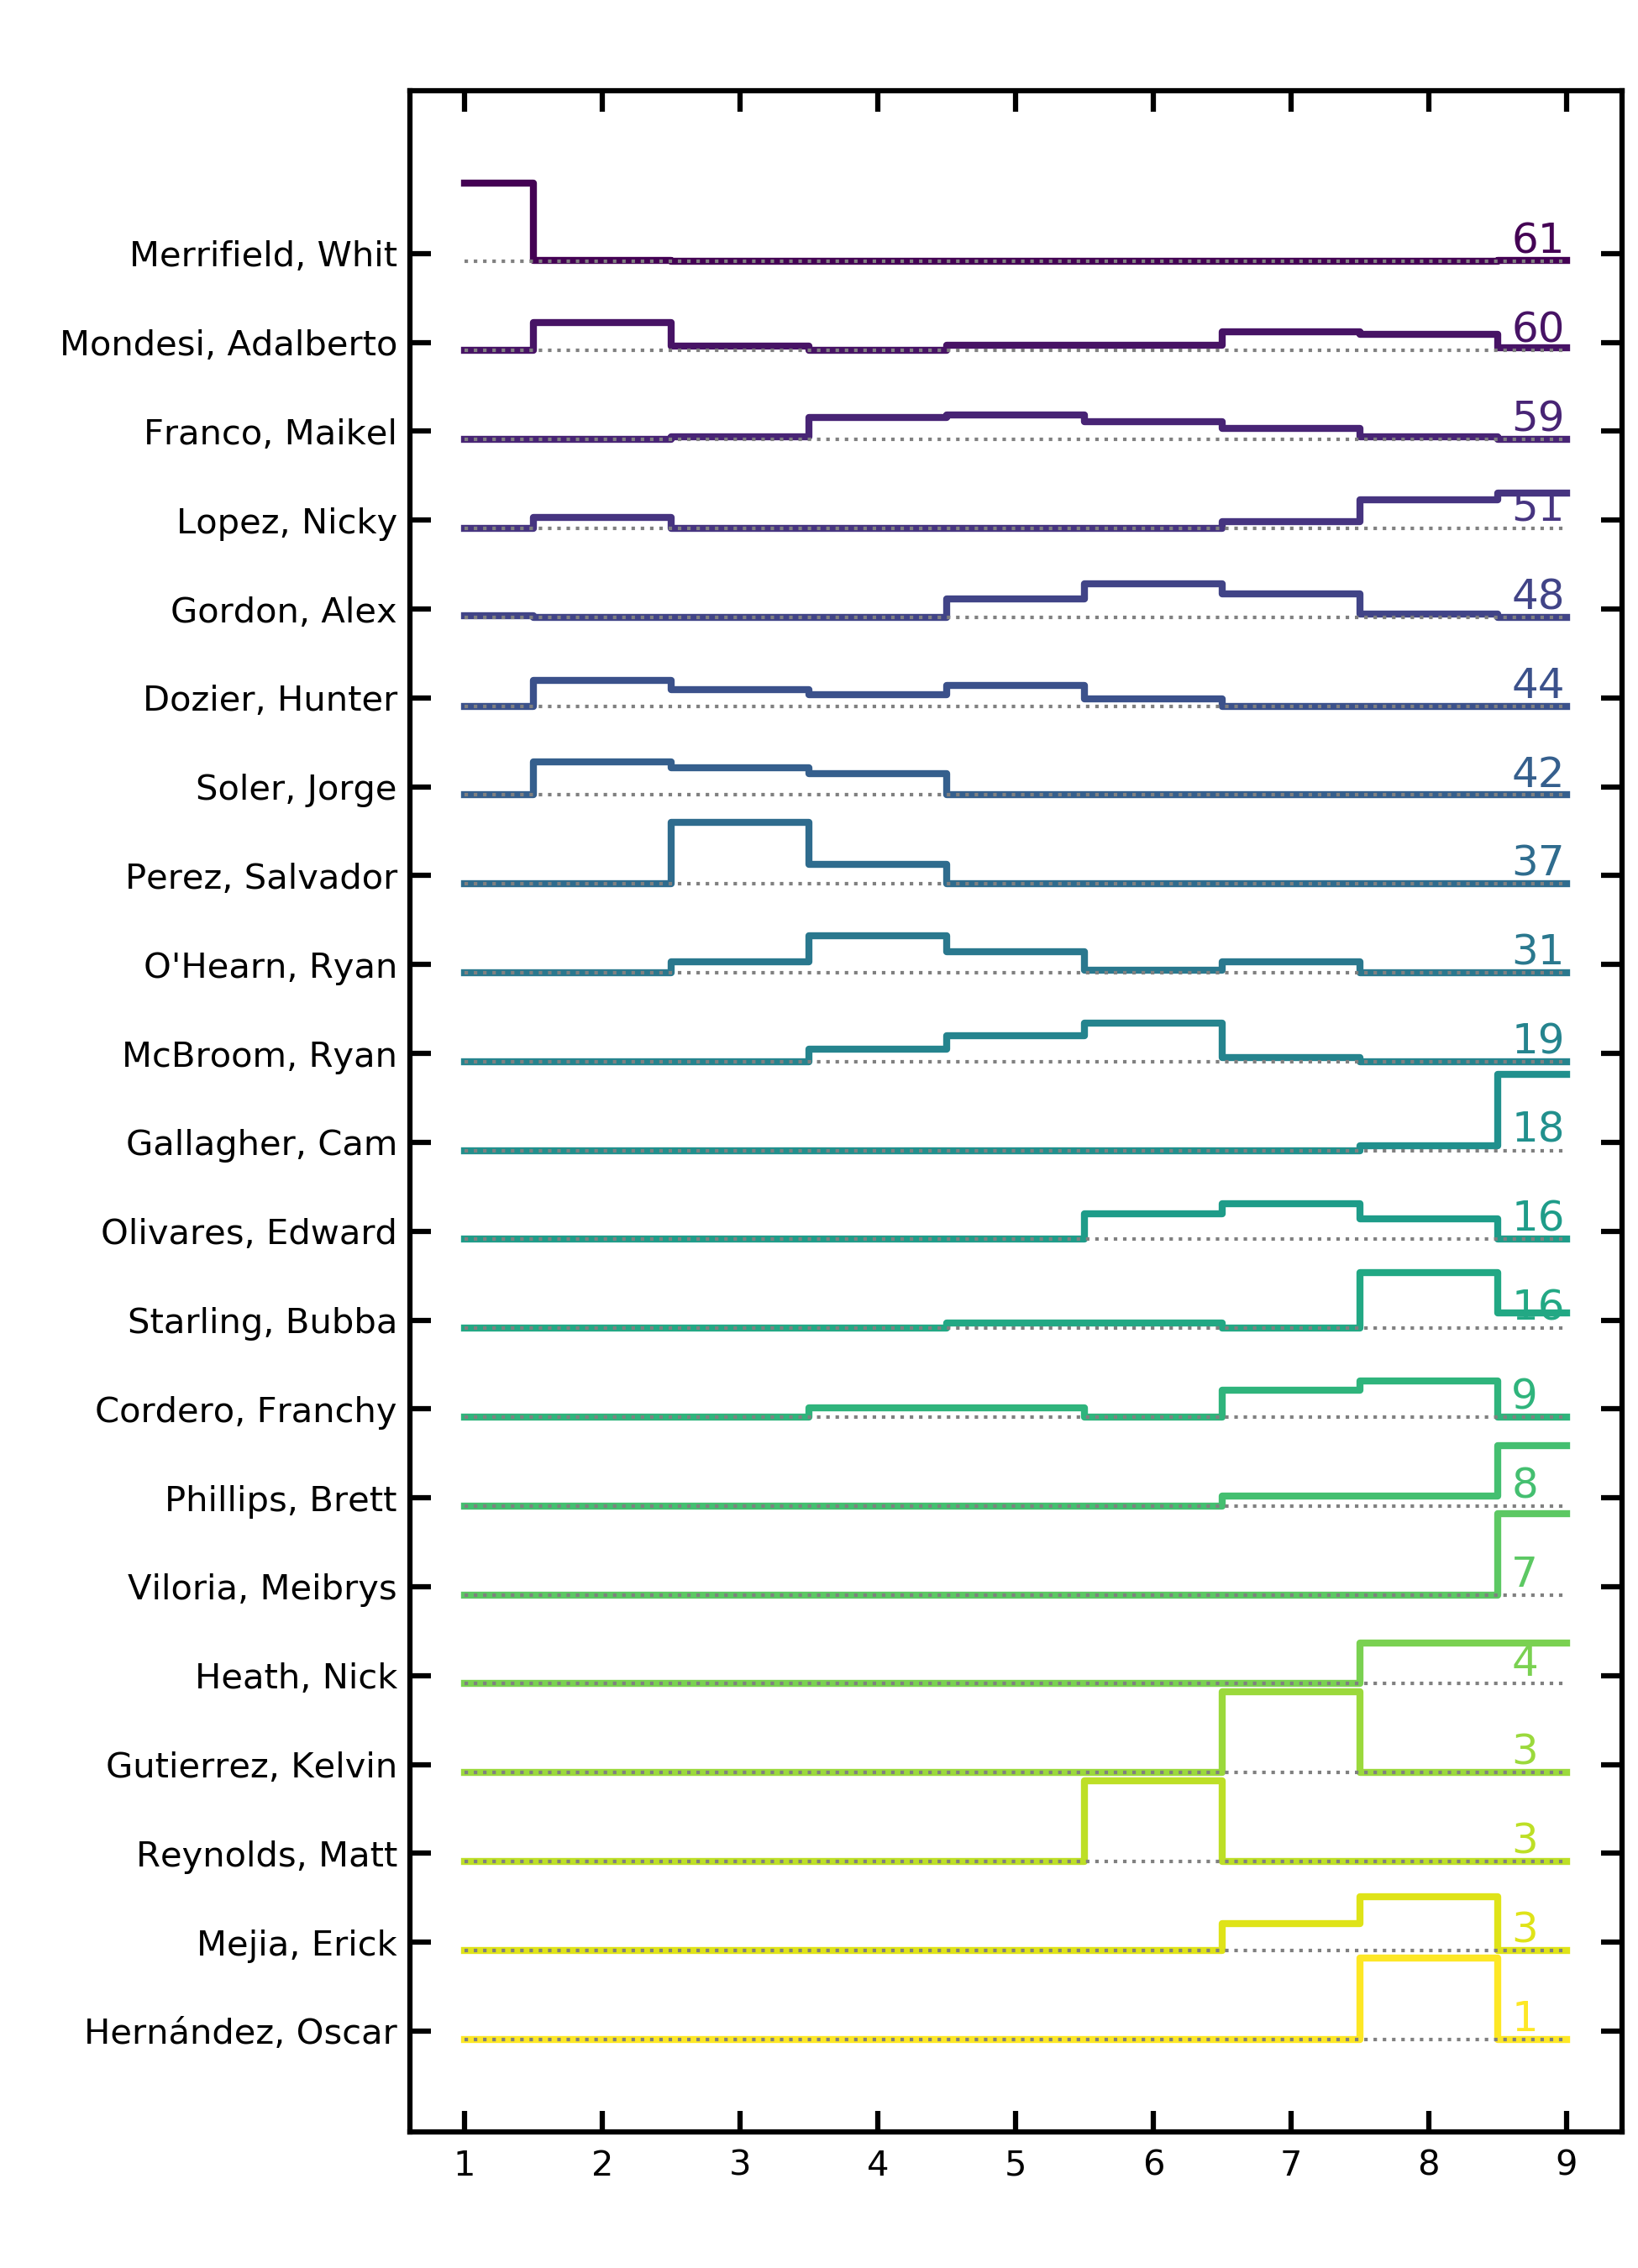 Merrifield, Whit 61
Mondesi, Adalberto 60
Franco, Maikel 59
Lopez, Nicky 51
Gordon, Alex 48
Dozier, Hunter 44
Soler, Jorge 42
Perez, Salvador 37
O'Hearn, Ryan 31
McBroom, Ryan 19
Gallagher, Cam 18
Olivares, Edward 16
Starling, Bubba 16
Cordero, Franchy 9
Phillips, Brett 8
Viloria, Meibrys 7
Heath, Nick 4
Gutierrez, Kelvin 3
Reynolds, Matt 3
Mejia, Erick 3
Hernández, Oscar 1
1 2 3 4 5 6 7 8 9